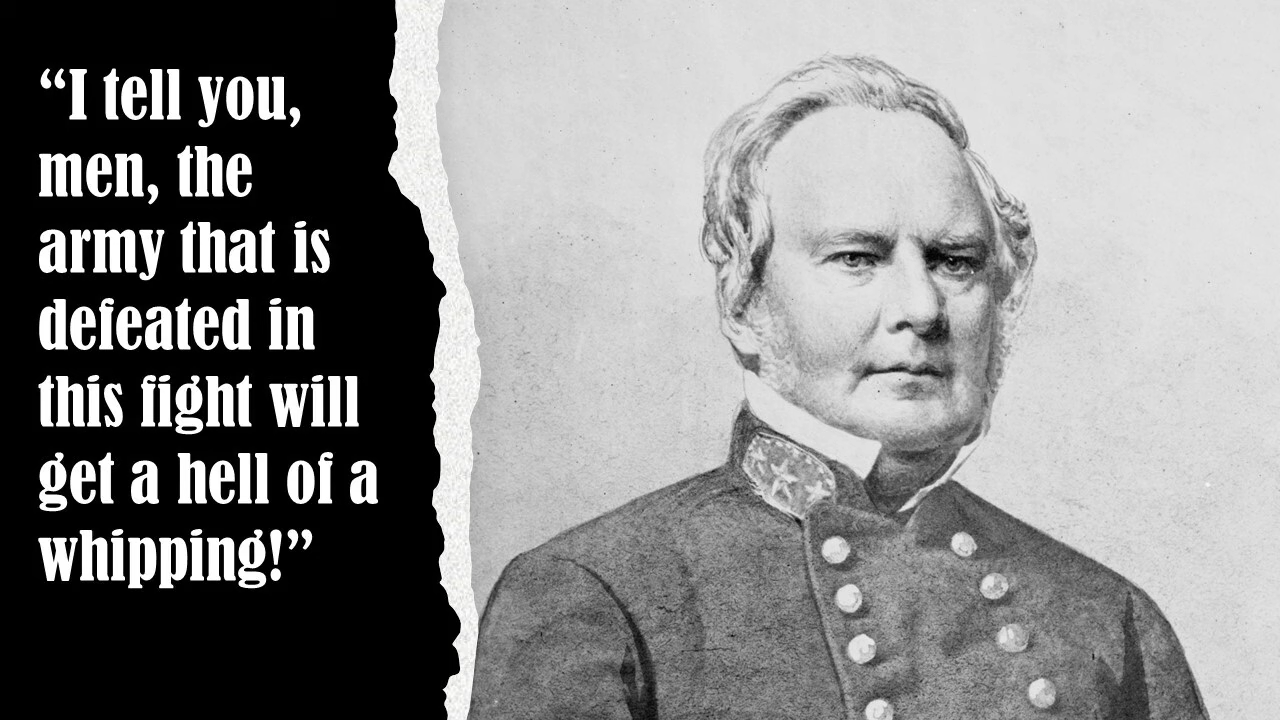 “I tell you,
men, the
army that is
defeated in
this fight will
get a hell of a
whipping!”